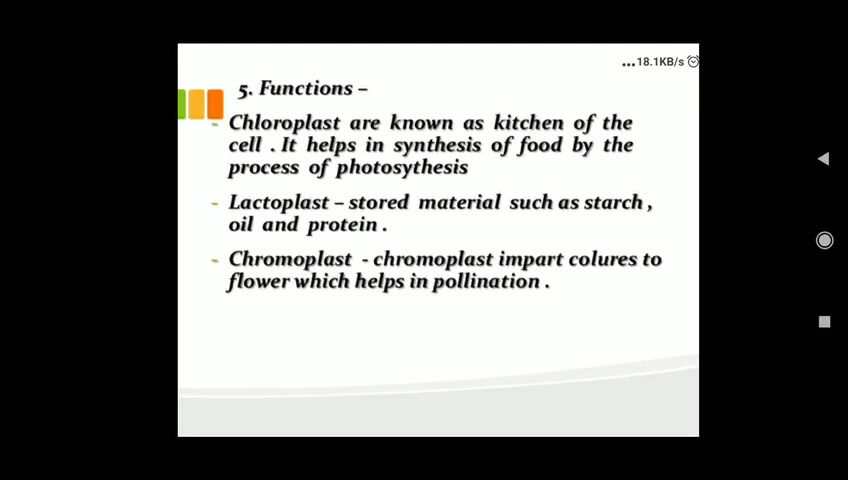 ...18.1KB/s
5. Functions –
- Chloroplast are known as kitchen of the
cell . It helps in synthesis of food by the
process of photosythesis
- Lactoplast – stored material such as starch ,
oil and protein .
- Chromoplast - chromoplast impart colures to
flower which helps in pollination .